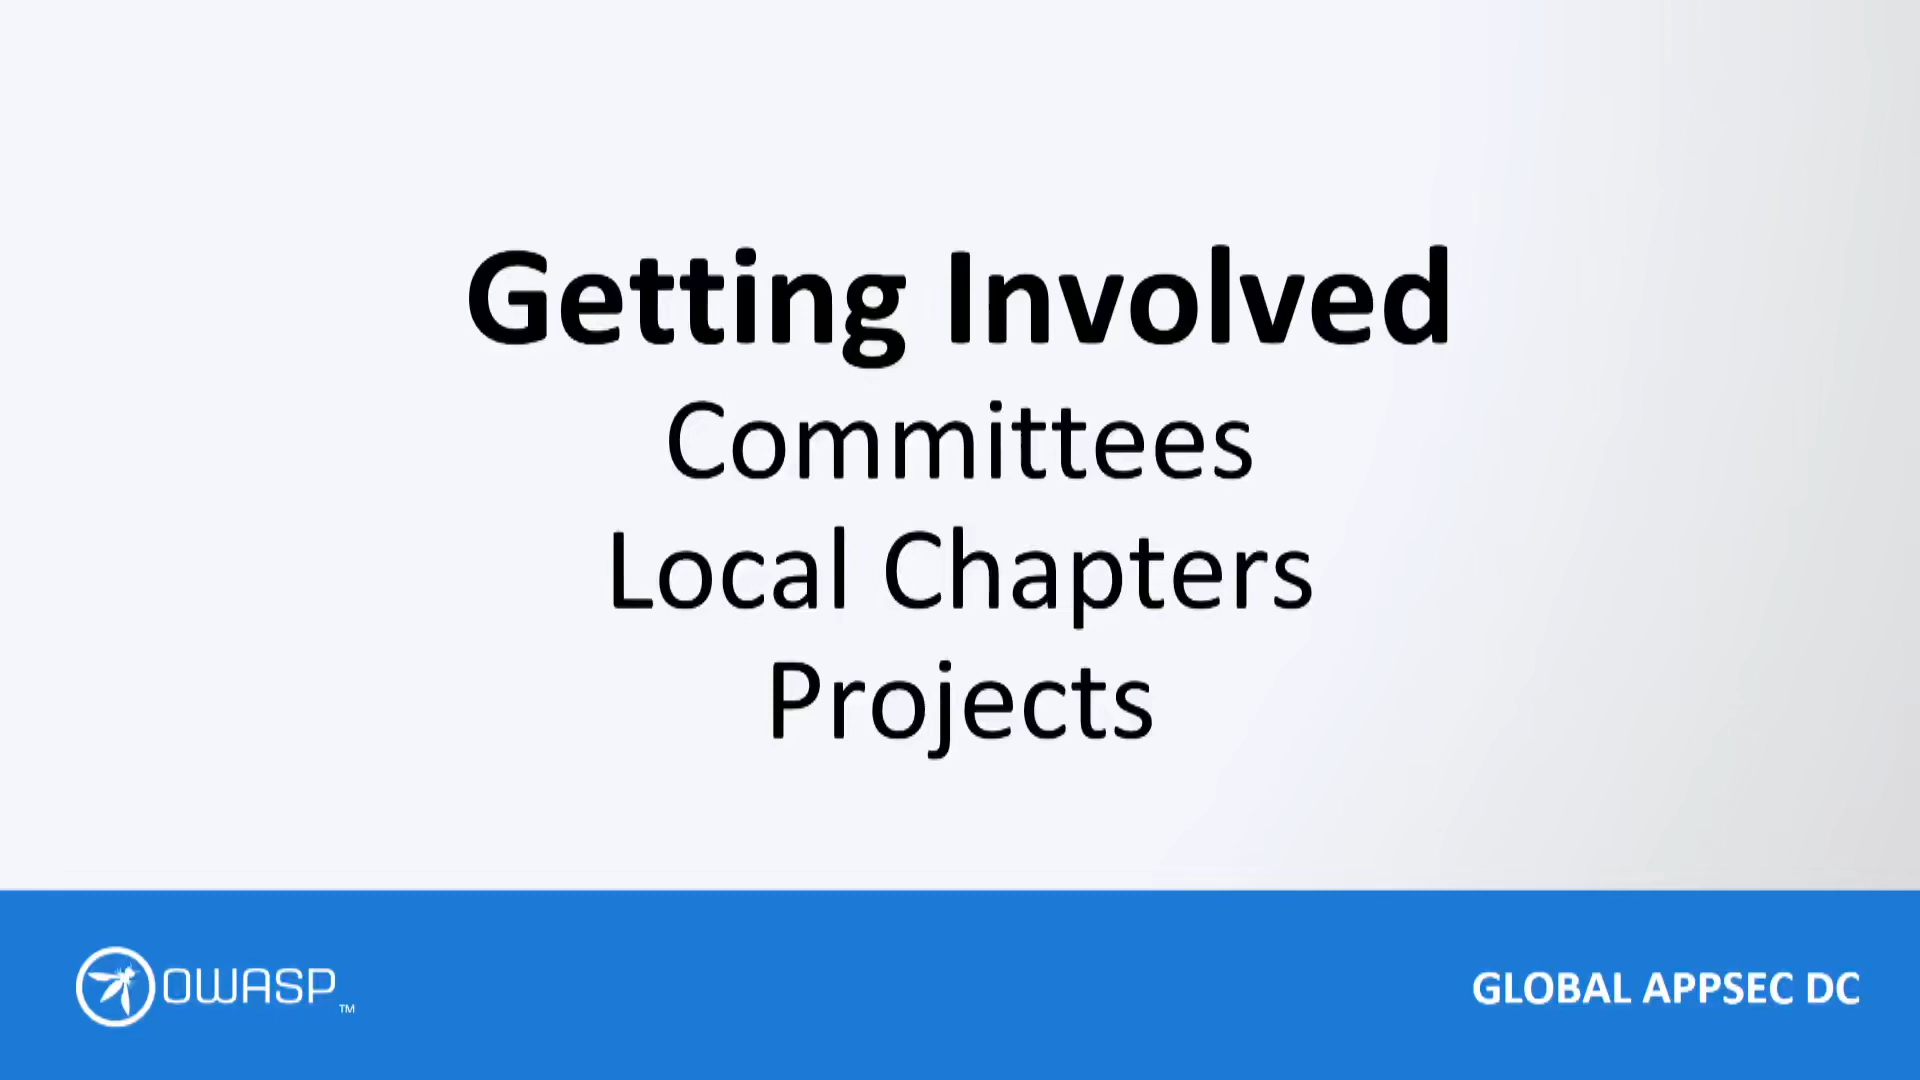 Getting Involved
Committees
Local Chapters
Projects
OWASP™
GLOBAL APPSEC DC